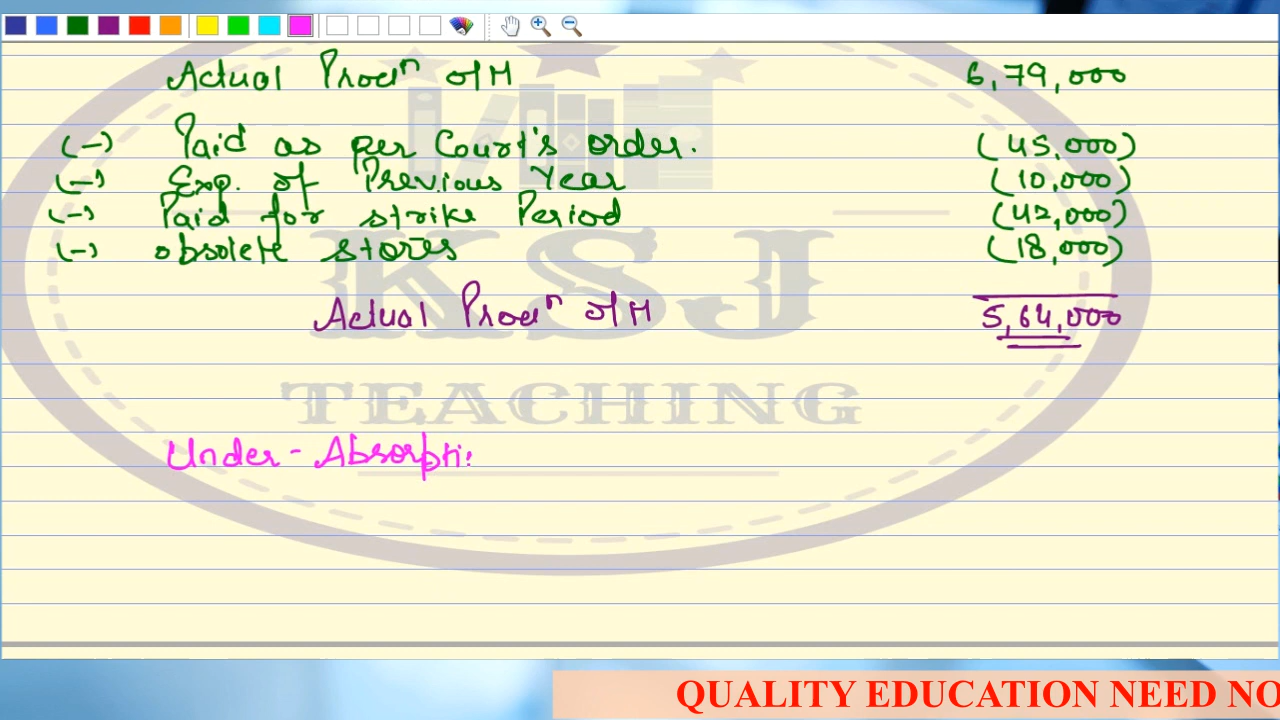 Actual Prodⁿ o/H 6,79,000
(-) Paid as per Court's order. (45,000)
(-) Exp. of Previous Year (10,000)
(-) Paid for strike Period (42,000)
(-) obsolete stores (18,000)
Actual Prodⁿ o/H 5,64,000
KSJ
TEACHING
Under-Absorpti
QUALITY EDUCATION NEED NO